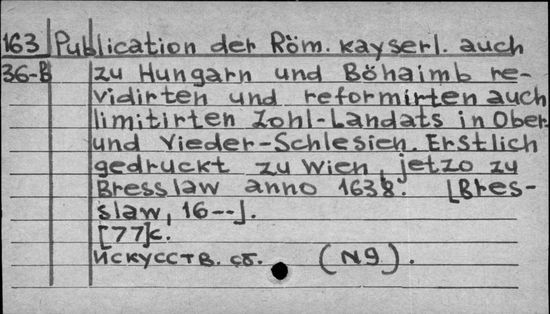 163 Publication der Röm. kayserl. auch
36-B zu Hungarn und Böhaimb re-
vidirten und reformirten auch
limitirten Zohl-Landats in Ober
und Vieder-Schlesien. Erstlich
gedruckt zu Wien, jetzo zu
Bresslaw anno 1638. [Bres-
slaw, 16--].
[77]c.
Искусств. сб. (N9).